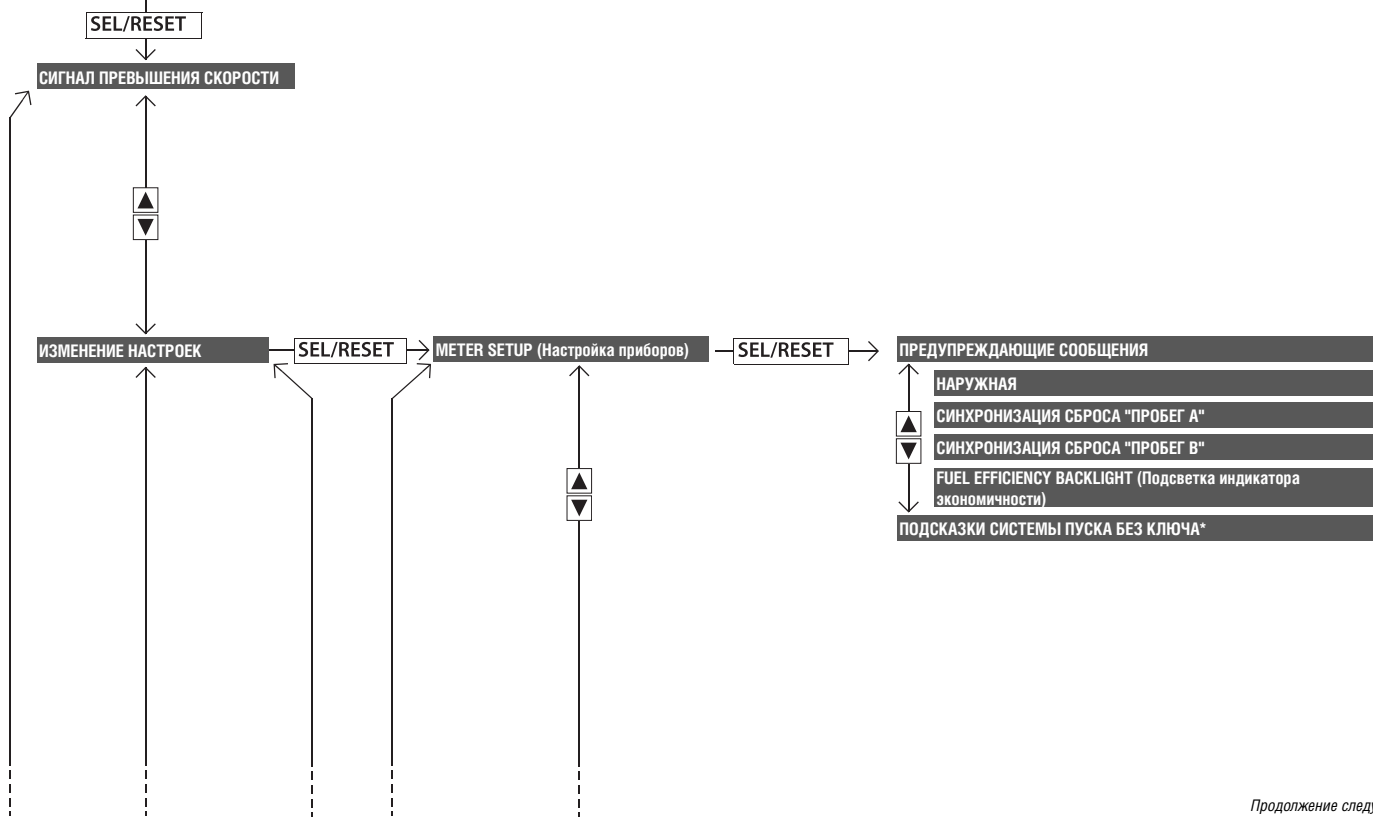 SEL/RESET
СИГНАЛ ПРЕВЫШЕНИЯ СКОРОСТИ
▲
▼
ИЗМЕНЕНИЕ НАСТРОЕК
SEL/RESET
METER SETUP (Настройка приборов)
SEL/RESET
ПРЕДУПРЕЖДАЮЩИЕ СООБЩЕНИЯ
НАРУЖНАЯ
СИНХРОНИЗАЦИЯ СБРОСА "ПРОБЕГ A"
▲
▼
СИНХРОНИЗАЦИЯ СБРОСА "ПРОБЕГ B"
FUEL EFFICIENCY BACKLIGHT (Подсветка индикатора
экономичности)
ПОДСКАЗКИ СИСТЕМЫ ПУСКА БЕЗ КЛЮЧА*
▲
▼
Продолжение